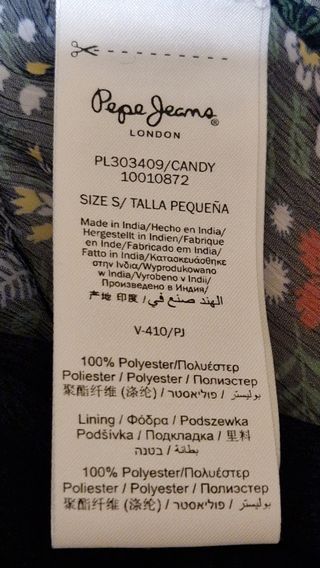 Pepe Jeans®
LONDON
PL303409/CANDY
10010872
SIZE S/ TALLA PEQUEÑA
Made in India/Hecho en India/
Hergestellt in Indien/Fabrique
en Inde/Fabricado em India/
Fatto in India/Κατασκευάσθηκε
στην Ινδια/Wyprodukowano
w India/Vyrobeno v Indii/
Произведено в Индия/
产地 印度 / الهند صنع في
V-410/PJ
100% Polyester/Πολυέστερ
Poliester / Polyester / Полиэстер
聚酯纤维 (涤纶) / פוליאסטר / بوليستر
Lining / Φόδρα / Podszewka
Podšívka / Подкладка / 里料
بطانة / בטנה
100% Polyester/Πολυέστερ
Poliester / Polyester / Полиэстер
聚酯纤维 (涤纶) / פוליאסטר / بوليستر